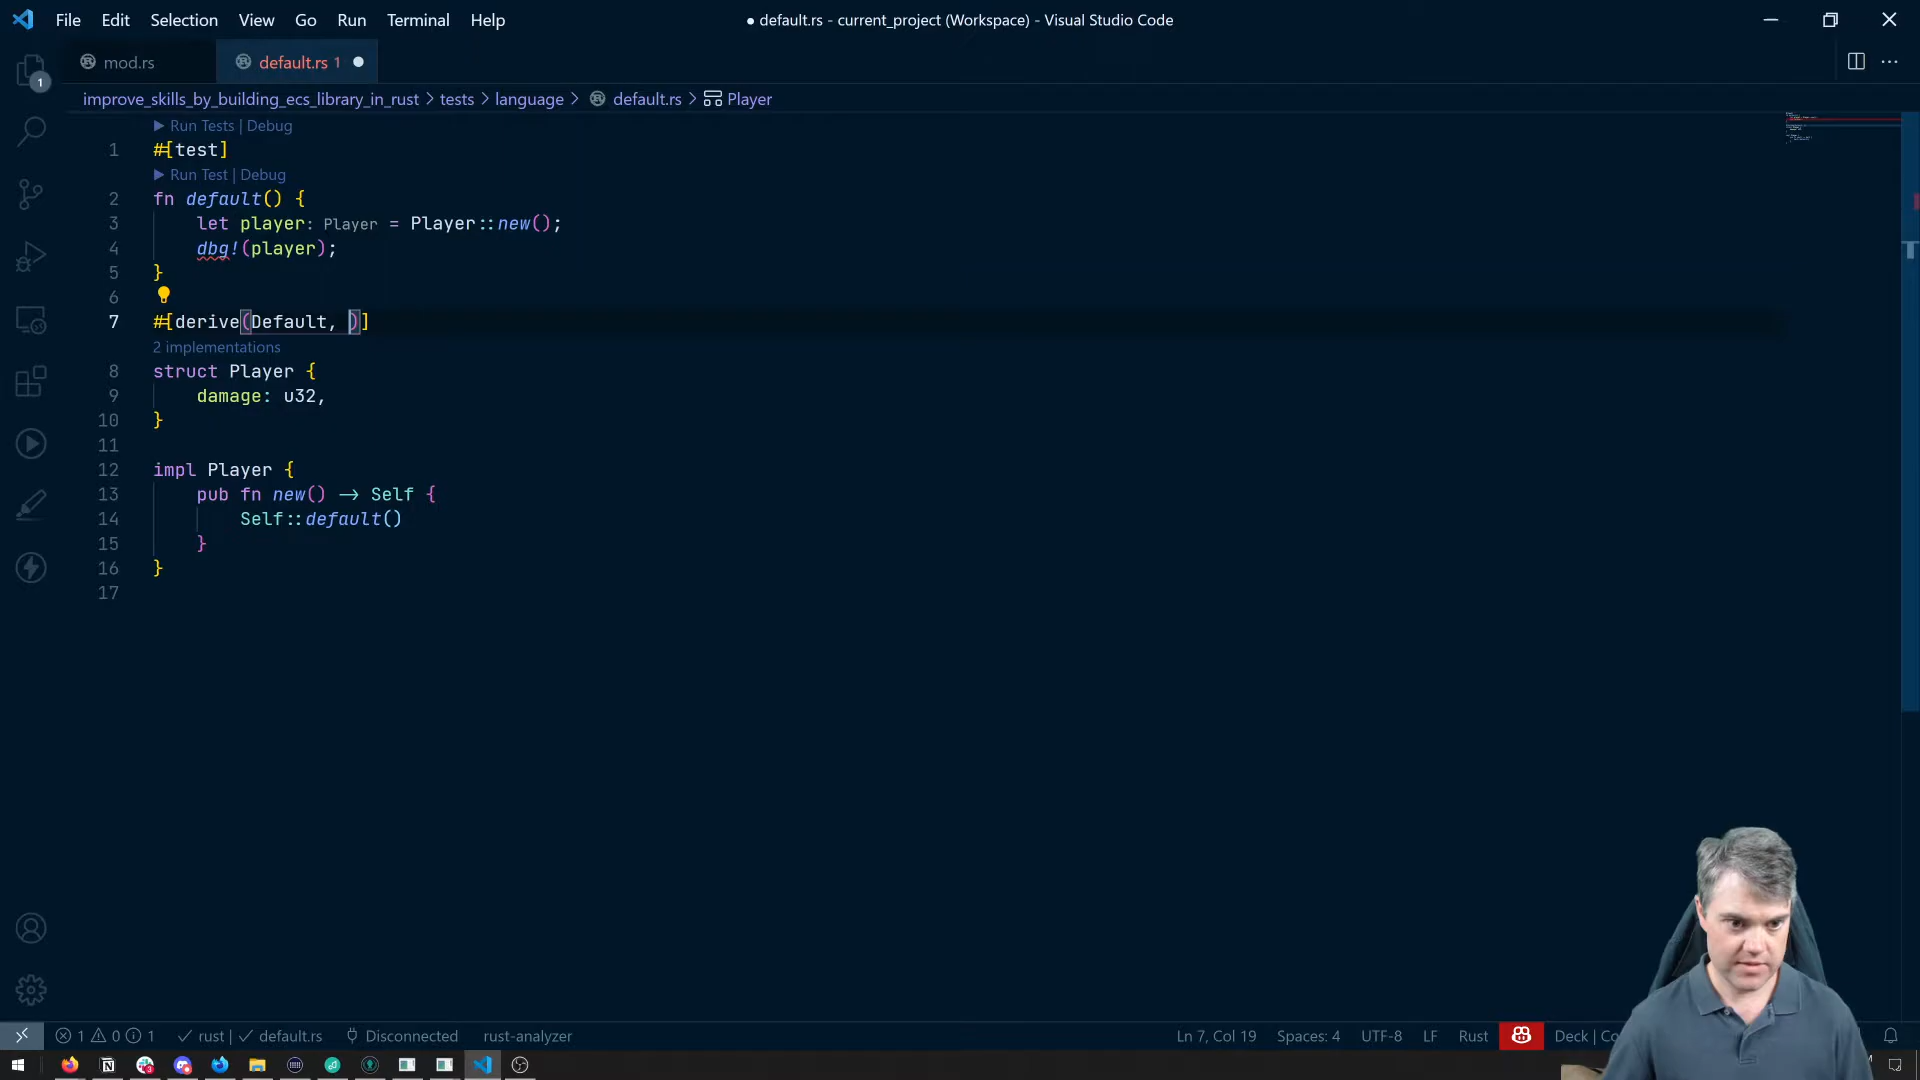 File Edit Selection View Go Run Terminal Help
● default.rs - current_project (Workspace) - Visual Studio Code
mod.rs
default.rs 1
improve_skills_by_building_ecs_library_in_rust > tests > language > default.rs > Player
▶ Run Tests | Debug
1 #[test]
▶ Run Test | Debug
2 fn default() {
3 let player: Player = Player::new();
4 dbg!(player);
5 }
6
7 #[derive(Default, )]
2 implementations
8 struct Player {
9 damage: u32,
10 }
11
12 impl Player {
13 pub fn new() -> Self {
14 Self::default()
15 }
16 }
17
1 0 1 rust | default.rs Disconnected rust-analyzer
Ln 7, Col 19 Spaces: 4 UTF-8 LF Rust Deck | Co